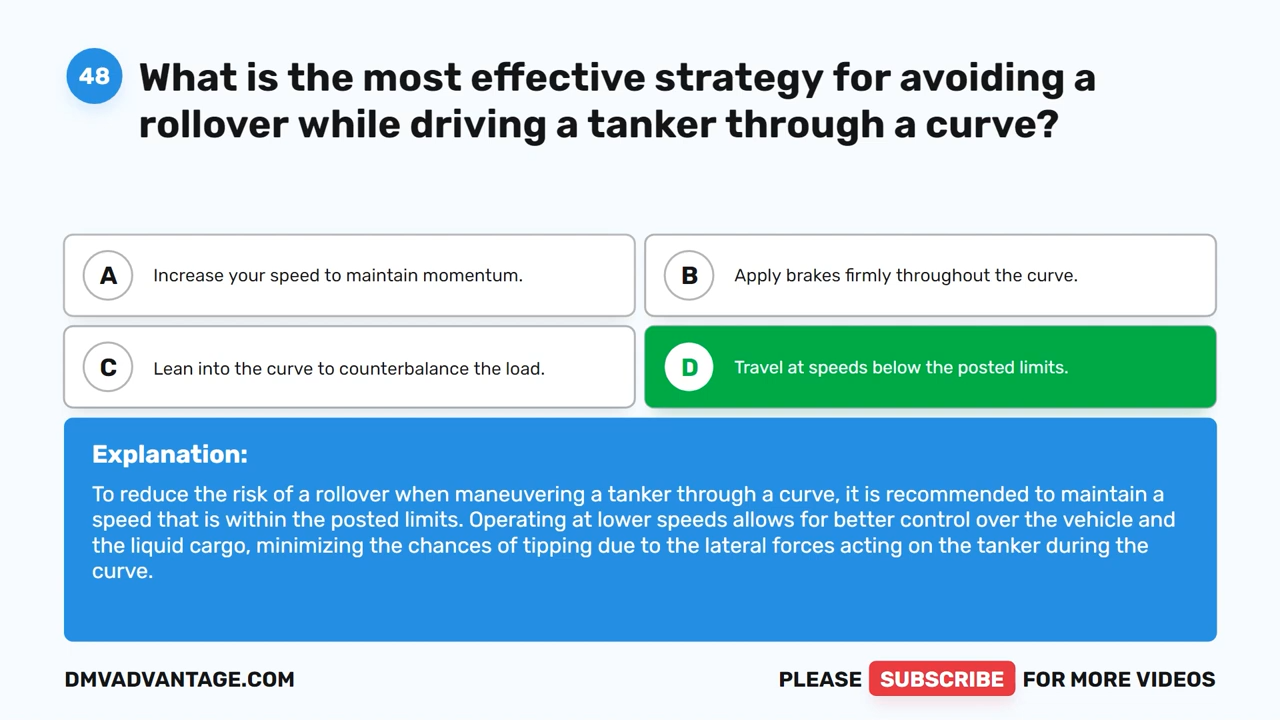 48
What is the most effective strategy for avoiding a
rollover while driving a tanker through a curve?
A
Increase your speed to maintain momentum.
B
Apply brakes firmly throughout the curve.
C
Lean into the curve to counterbalance the load.
D
Travel at speeds below the posted limits.
Explanation:
To reduce the risk of a rollover when maneuvering a tanker through a curve, it is recommended to maintain a
speed that is within the posted limits. Operating at lower speeds allows for better control over the vehicle and
the liquid cargo, minimizing the chances of tipping due to the lateral forces acting on the tanker during the
curve.
DMVADVANTAGE.COM
PLEASE SUBSCRIBE FOR MORE VIDEOS